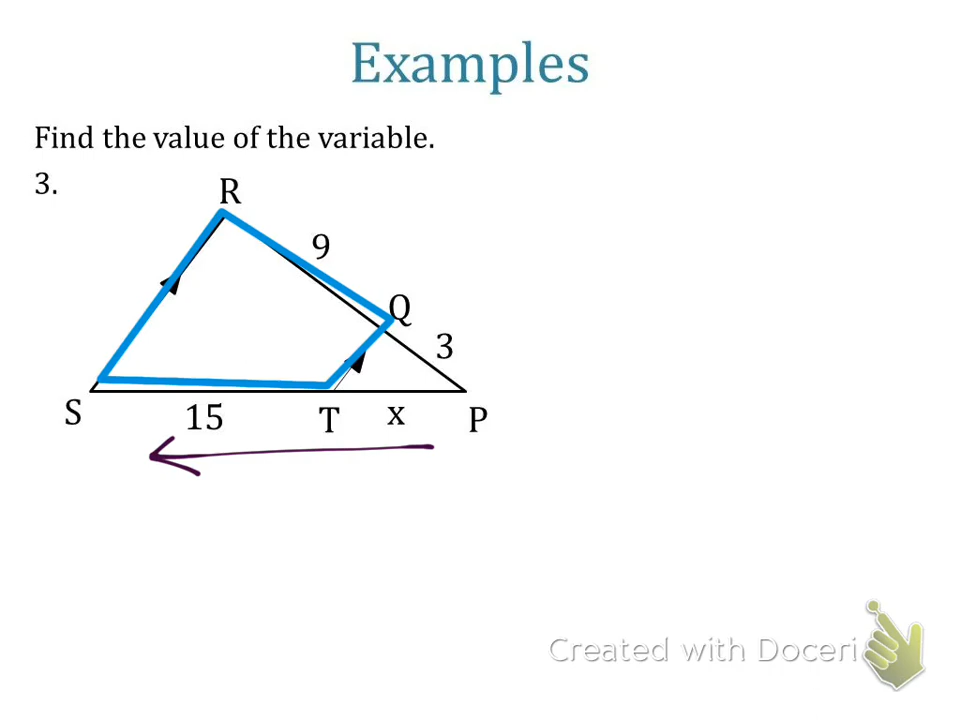 Examples
Find the value of the variable.
3.
R
9
Q
3
S
15
T
x
P
Created with Doceri